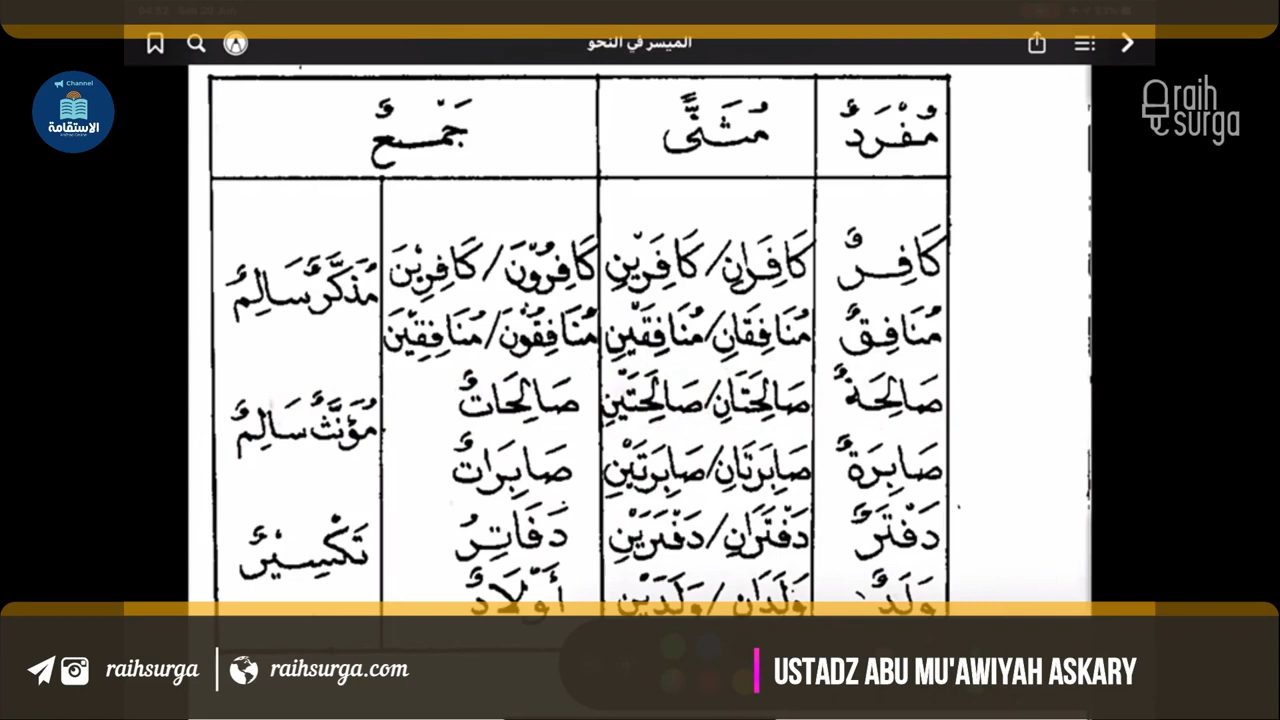 الميسر في النحو
Channel
الاستقامة
raih
surga
مُفْرَدٌ مُثَنًّى جَمْعٌ
كَافِرٌ كَافِرَانِ/كَافِرَيْنِ كَافِرُوْنَ/كَافِرِيْنَ مُذَكَّرٌ سَالِمٌ
مُنَافِقٌ مُنَافِقَانِ/مُنَافِقَيْنِ مُنَافِقُوْنَ/مُنَافِقِيْنَ
صَالِحَةٌ صَالِحَتَانِ/صَالِحَتَيْنِ صَالِحَاتٌ مُؤَنَّثٌ سَالِمٌ
صَابِرَةٌ صَابِرَتَانِ/صَابِرَتَيْنِ صَابِرَاتٌ
دَفْتَرٌ دَفْتَرَانِ/دَفْتَرَيْنِ دَفَاتِرُ تَكْسِيْرٌ
وَلَدٌ وَلَدَانِ/وَلَدَيْنِ أَوْلَادٌ
raihsurga raihsurga.com
USTADZ ABU MU'AWIYAH ASKARY